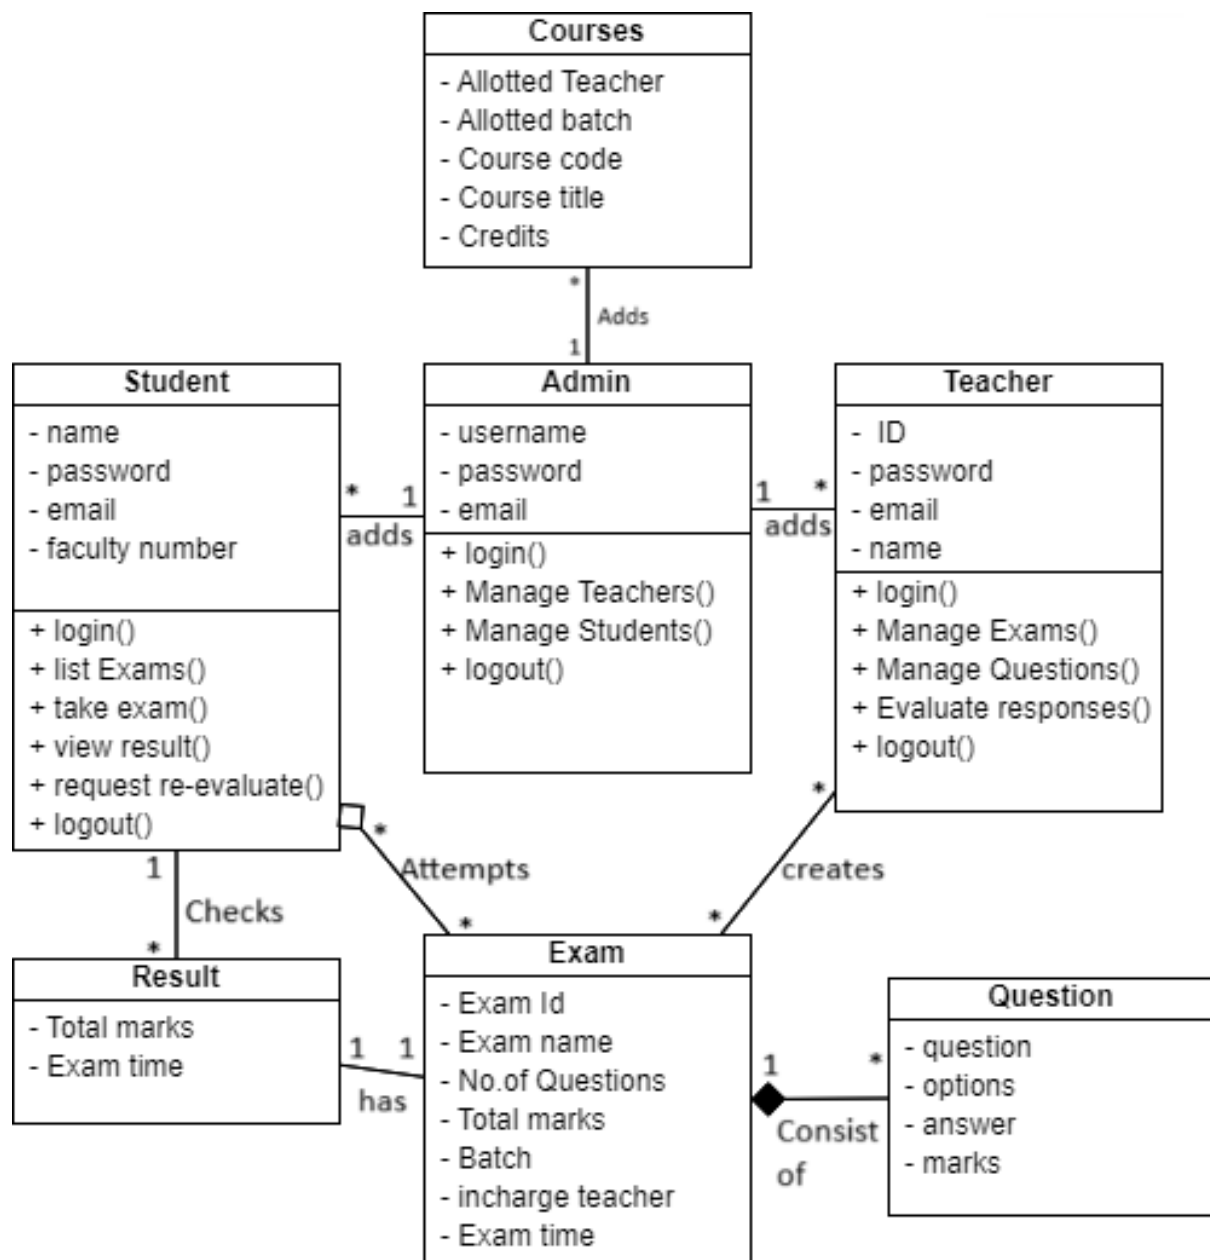 Courses
- Allotted Teacher
- Allotted batch
- Course code
- Course title
- Credits
*
Adds
1
Student
- name
- password
- email
- faculty number
+ login()
+ list Exams()
+ take exam()
+ view result()
+ request re-evaluate()
+ logout()
* 1
adds
Admin
- username
- password
- email
+ login()
+ Manage Teachers()
+ Manage Students()
+ logout()
1 *
adds
Teacher
- ID
- password
- email
- name
+ login()
+ Manage Exams()
+ Manage Questions()
+ Evaluate responses()
+ logout()
1
Checks
*
*
Attempts
*
*
creates
*
Result
- Total marks
- Exam time
1 1
has
Exam
- Exam Id
- Exam name
- No.of Questions
- Total marks
- Batch
- incharge teacher
- Exam time
1 *
Consist
of
Question
- question
- options
- answer
- marks